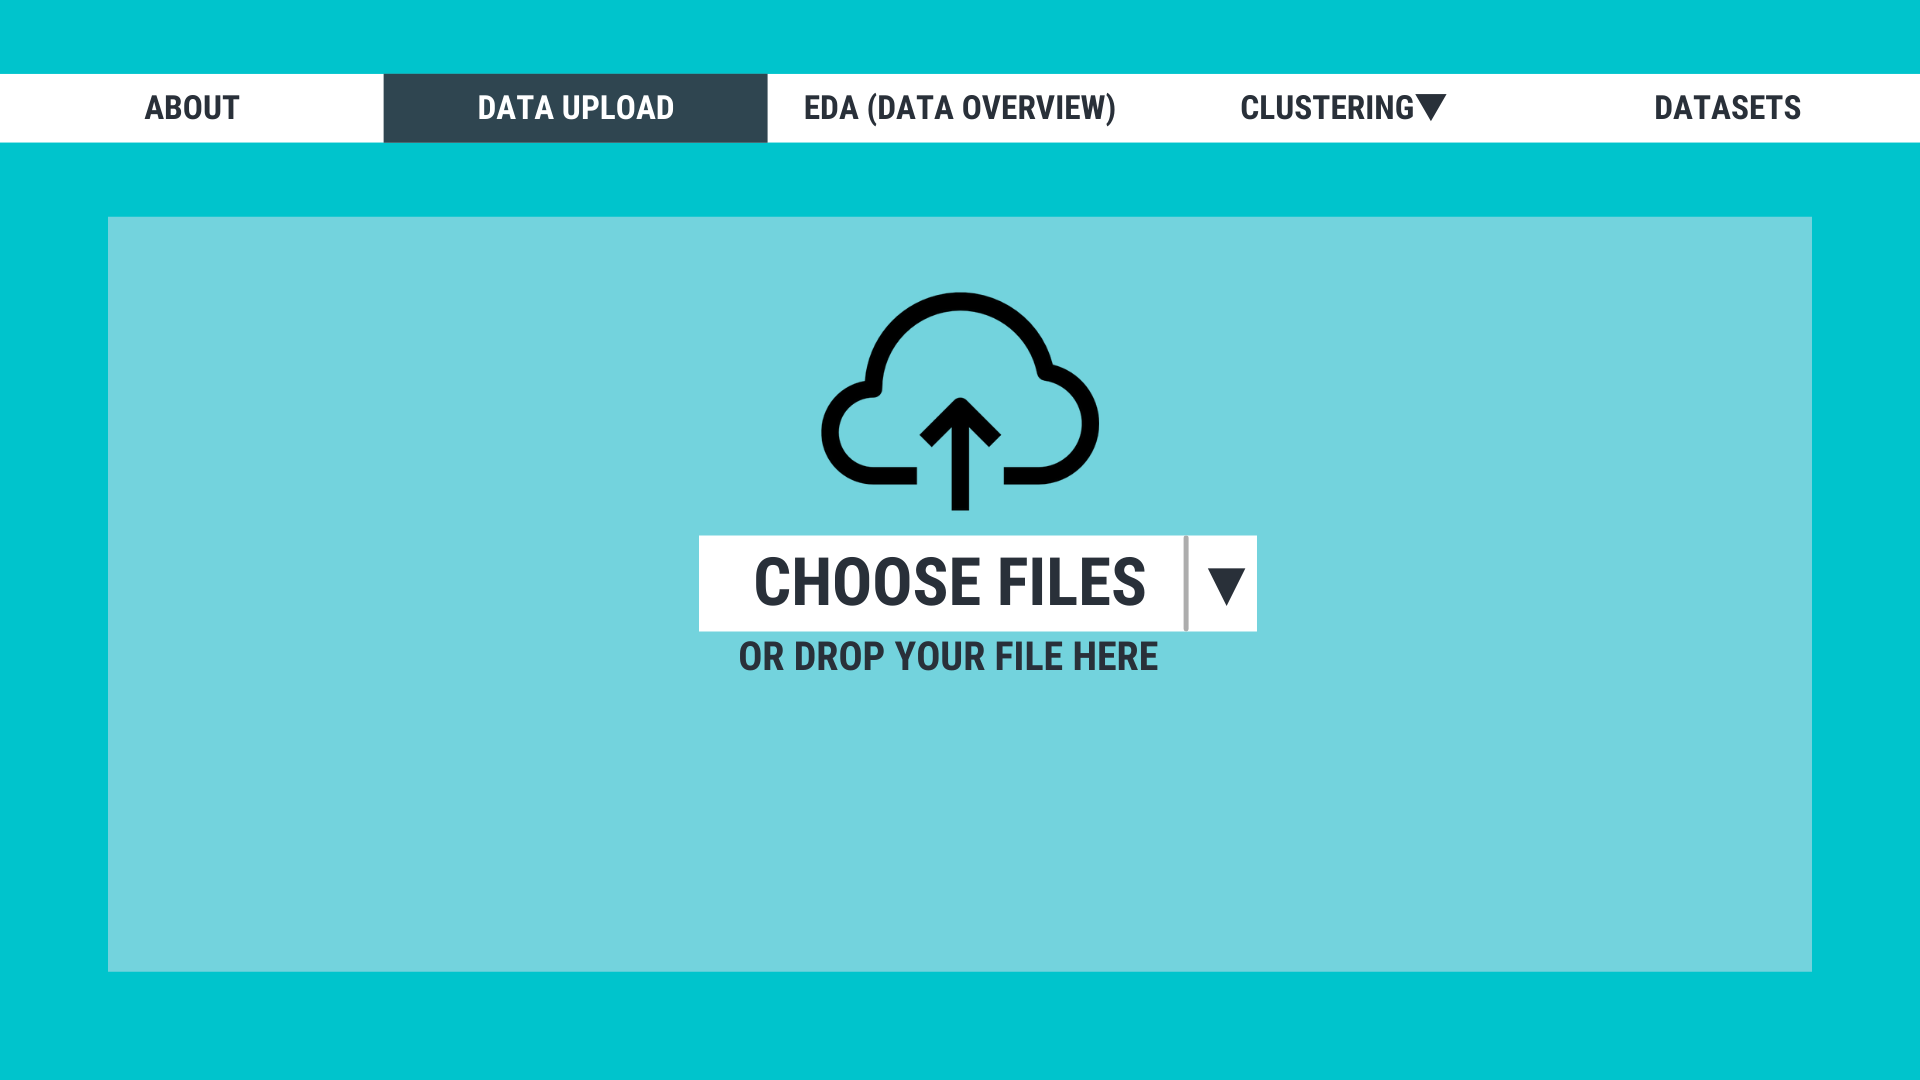 ABOUT
DATA UPLOAD
EDA (DATA OVERVIEW)
CLUSTERING▼
DATASETS
CHOOSE FILES ▼
OR DROP YOUR FILE HERE